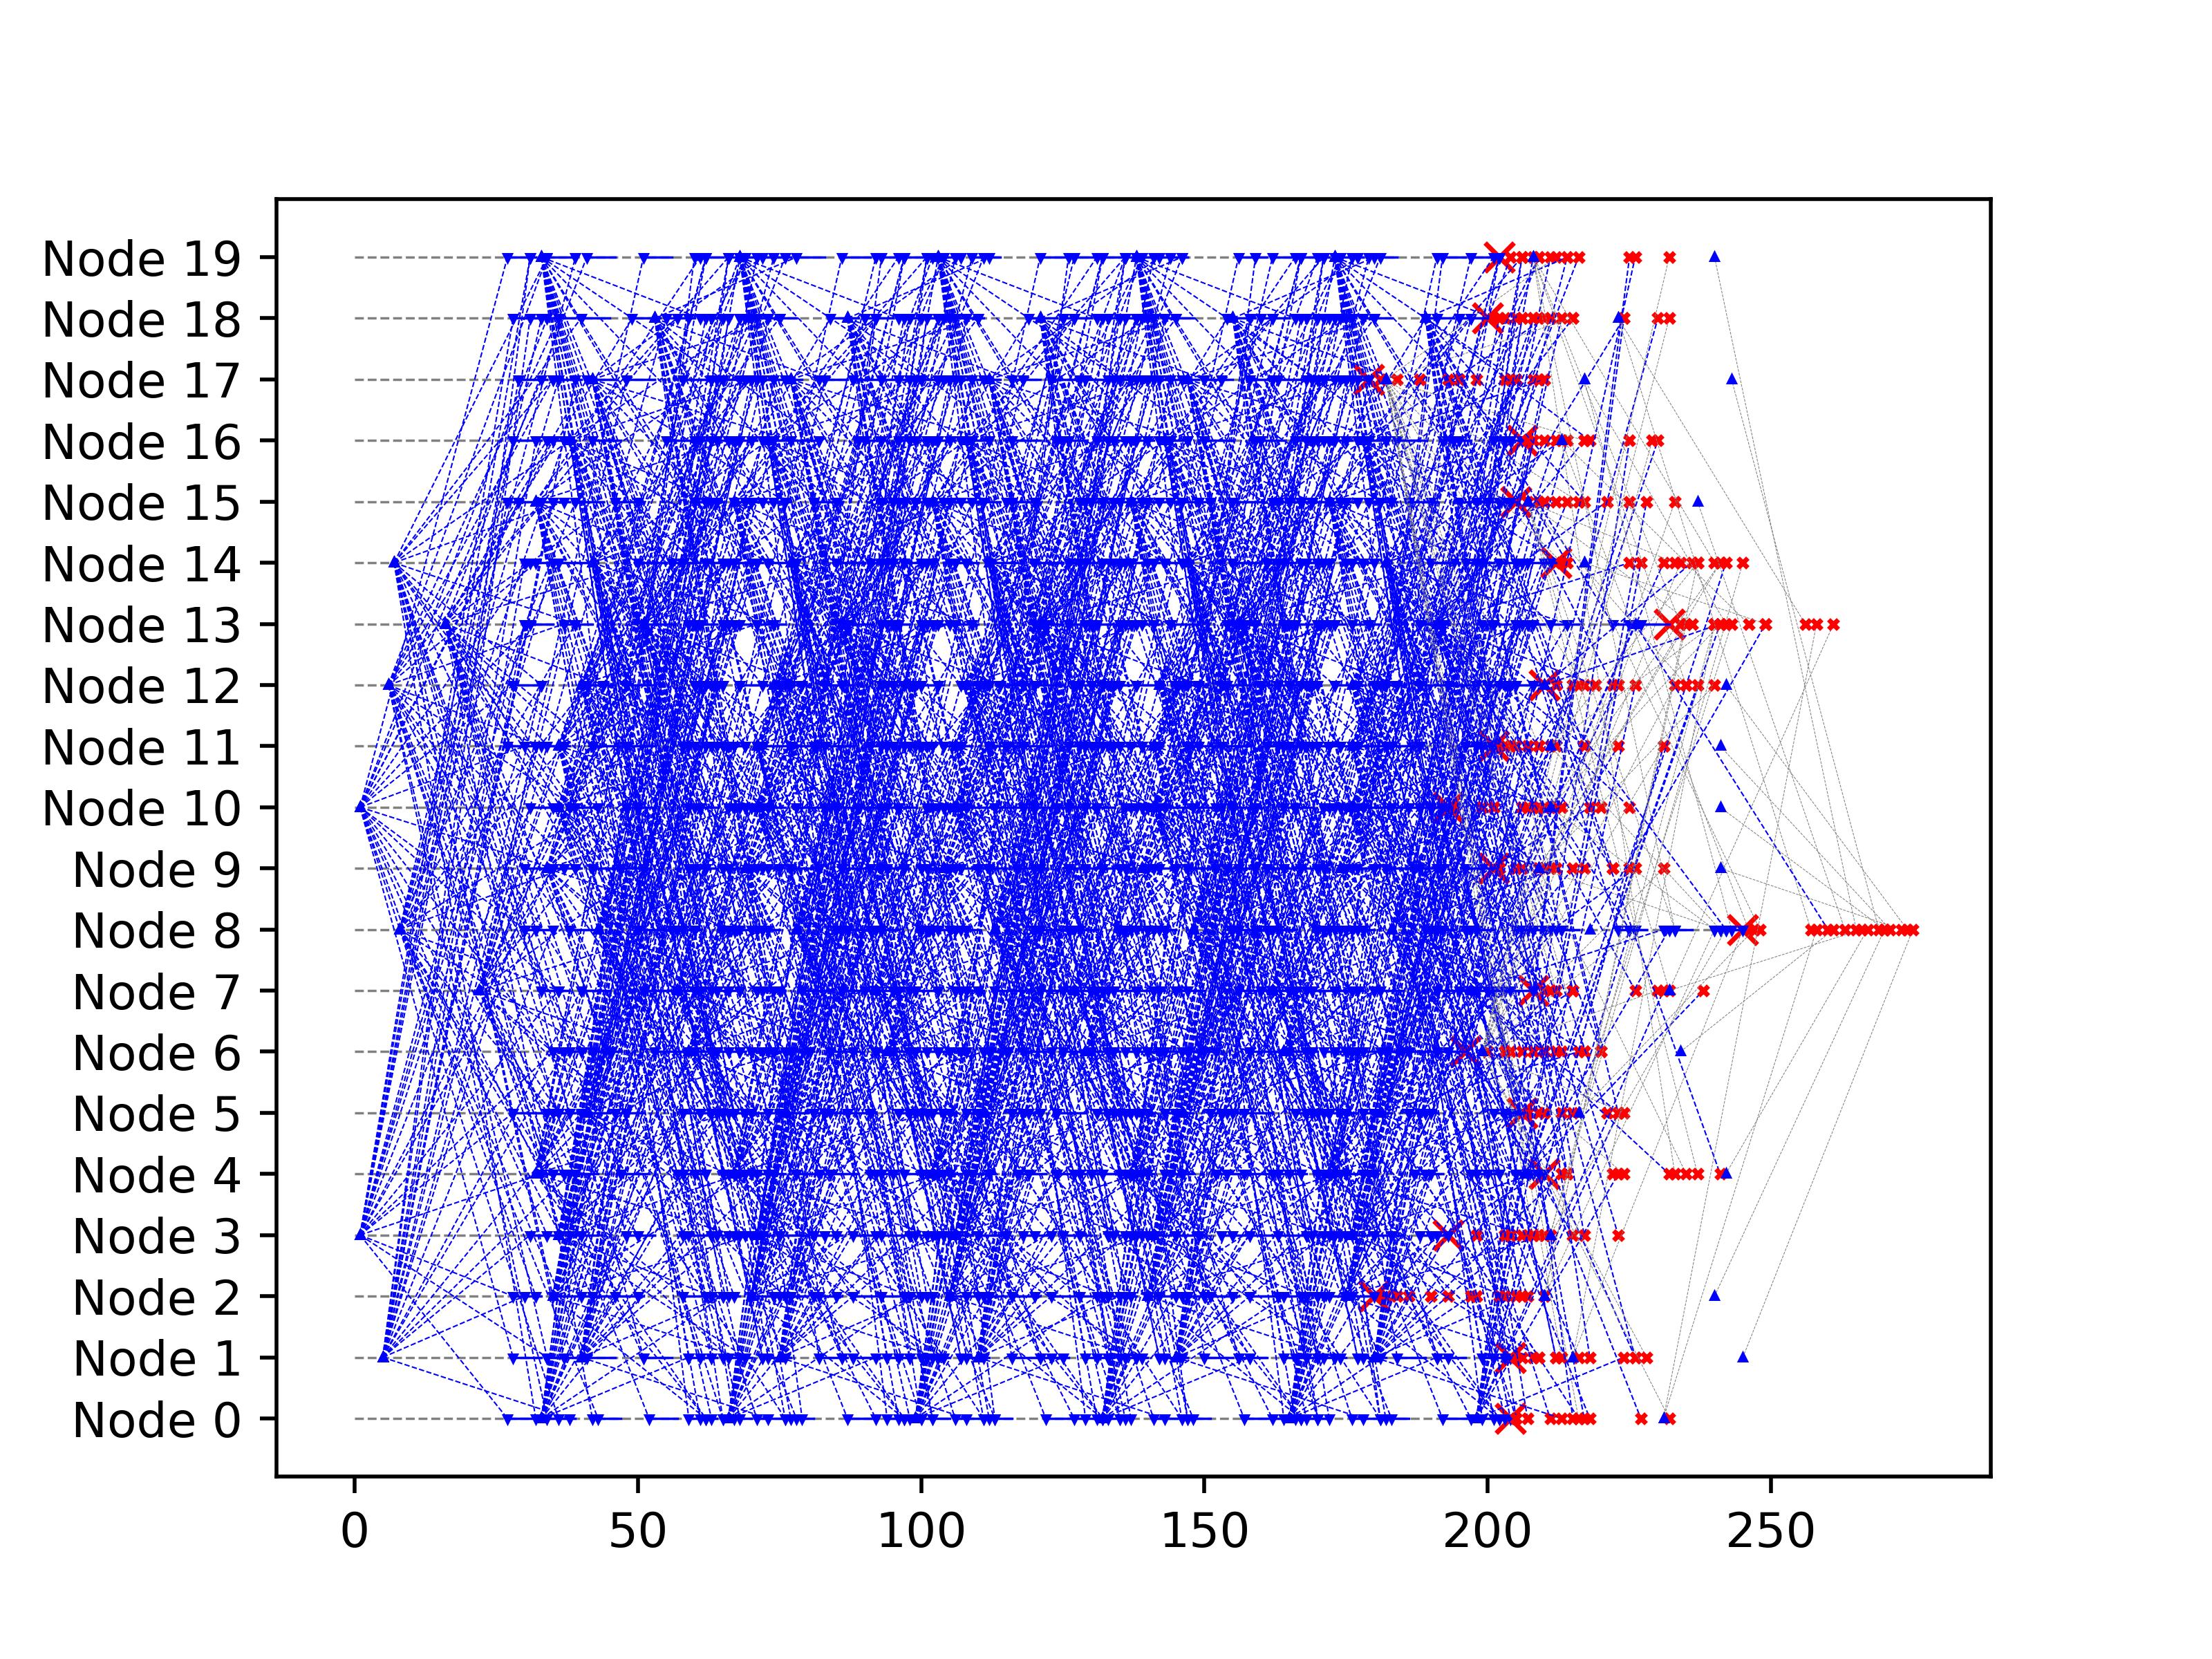 Node 19
Node 18
Node 17
Node 16
Node 15
Node 14
Node 13
Node 12
Node 11
Node 10
Node 9
Node 8
Node 7
Node 6
Node 5
Node 4
Node 3
Node 2
Node 1
Node 0
0 50 100 150 200 250